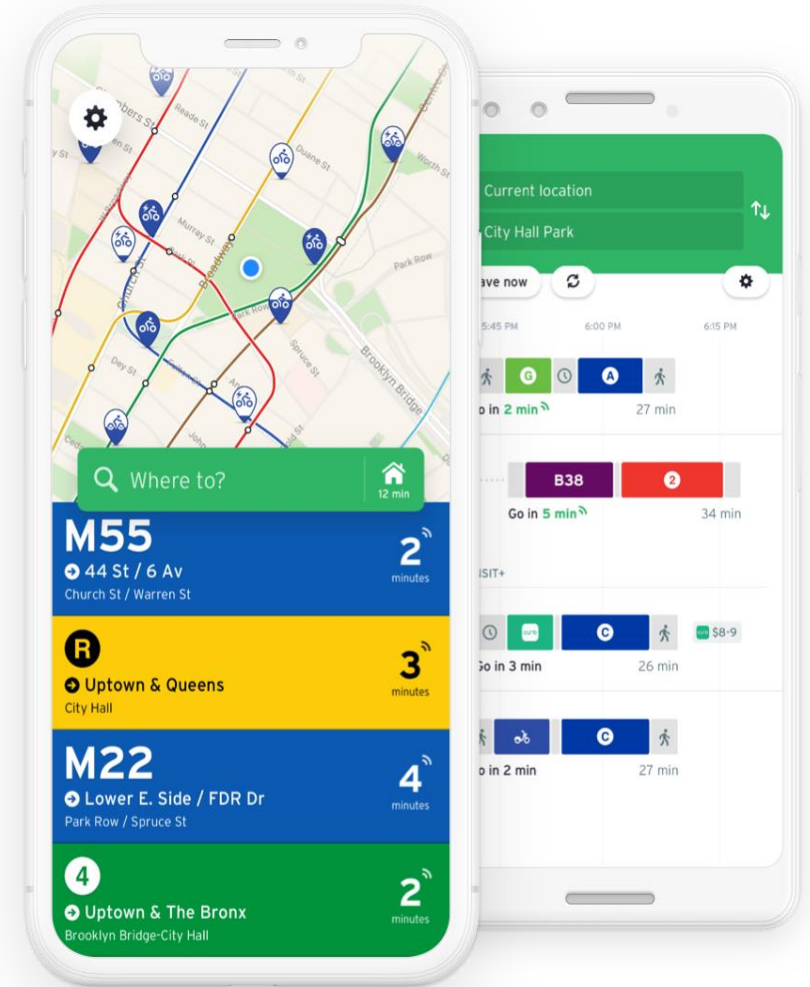 Reade St
Duane St
Worth St
Murray St
Park Row
Broadway
Church St
Park Row
Dey St
Spruce St
Brooklyn Bridge
Where to?
12 min
M55
44 St / 6 Av
Church St / Warren St
2
minutes
R
Uptown & Queens
City Hall
3
minutes
M22
Lower E. Side / FDR Dr
Park Row / Spruce St
4
minutes
4
Uptown & The Bronx
Brooklyn Bridge-City Hall
2
minutes
Current location
City Hall Park
ave now
5:45 PM 6:00 PM 6:15 PM
G A
o in 2 min 27 min
B38 2
Go in 5 min 34 min
ISIT+
C $8-9
Go in 3 min 26 min
C
o in 2 min 27 min